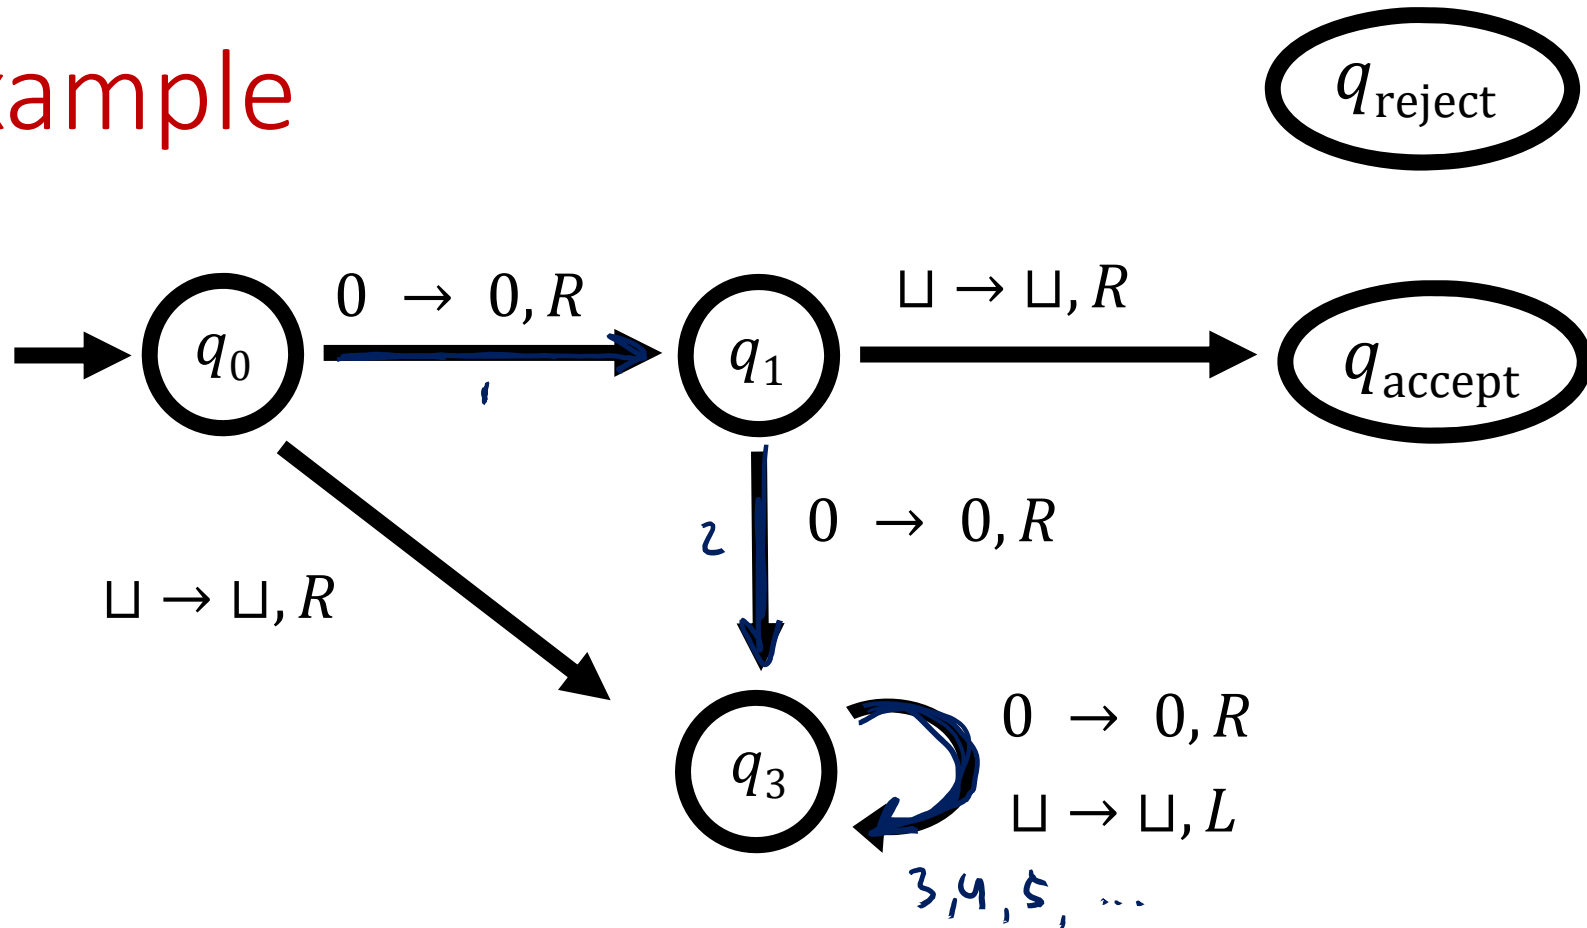 ample
q_reject
0 → 0, R
⊔ → ⊔, R
q_0
q_1
q_accept
1
2
0 → 0, R
⊔ → ⊔, R
q_3
0 → 0, R
⊔ → ⊔, L
3,4,5, ...